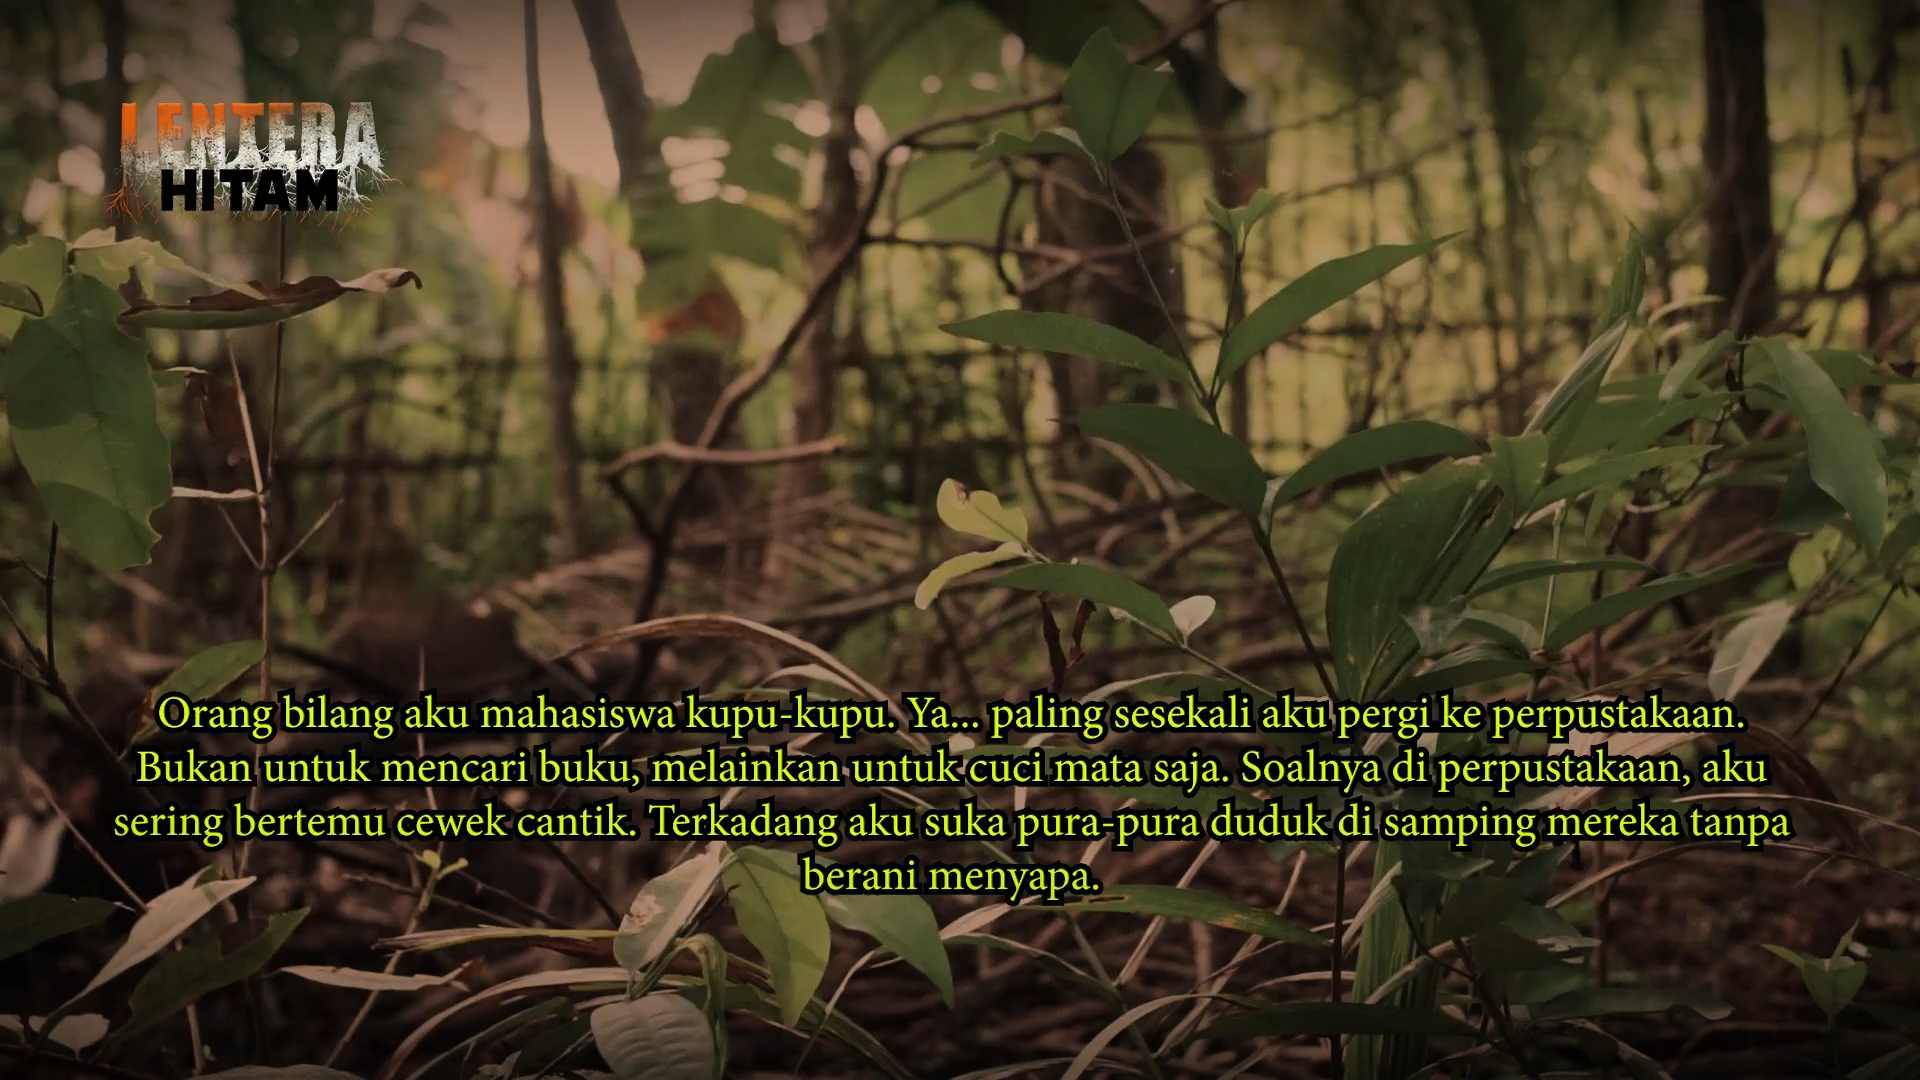 LENTERA
HITAM
Orang bilang aku mahasiswa kupu-kupu. Ya... paling sesekali aku pergi ke perpustakaan.
Bukan untuk mencari buku, melainkan untuk cuci mata saja. Soalnya di perpustakaan, aku
sering bertemu cewek cantik. Terkadang aku suka pura-pura duduk di samping mereka tanpa
berani menyapa.